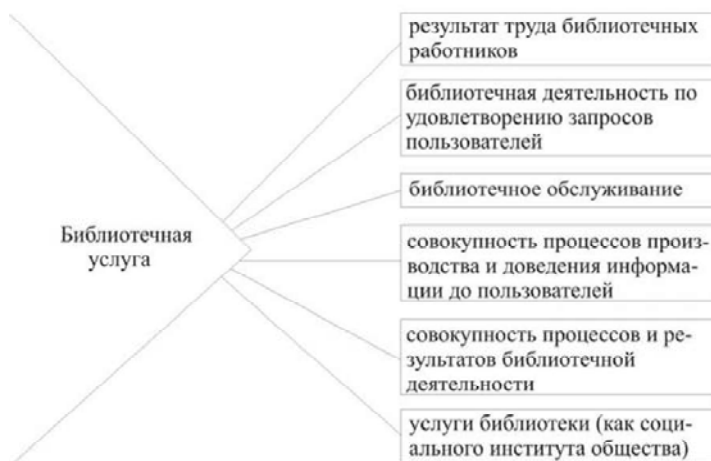 результат труда библиотечных
работников
библиотечная деятельность по
удовлетворению запросов
пользователей
библиотечное обслуживание
Библиотечная
услуга
совокупность процессов произ-
водства и доведения информа-
ции до пользователей
совокупность процессов и ре-
зультатов библиотечной
деятельности
услуги библиотеки (как соци-
ального института общества)